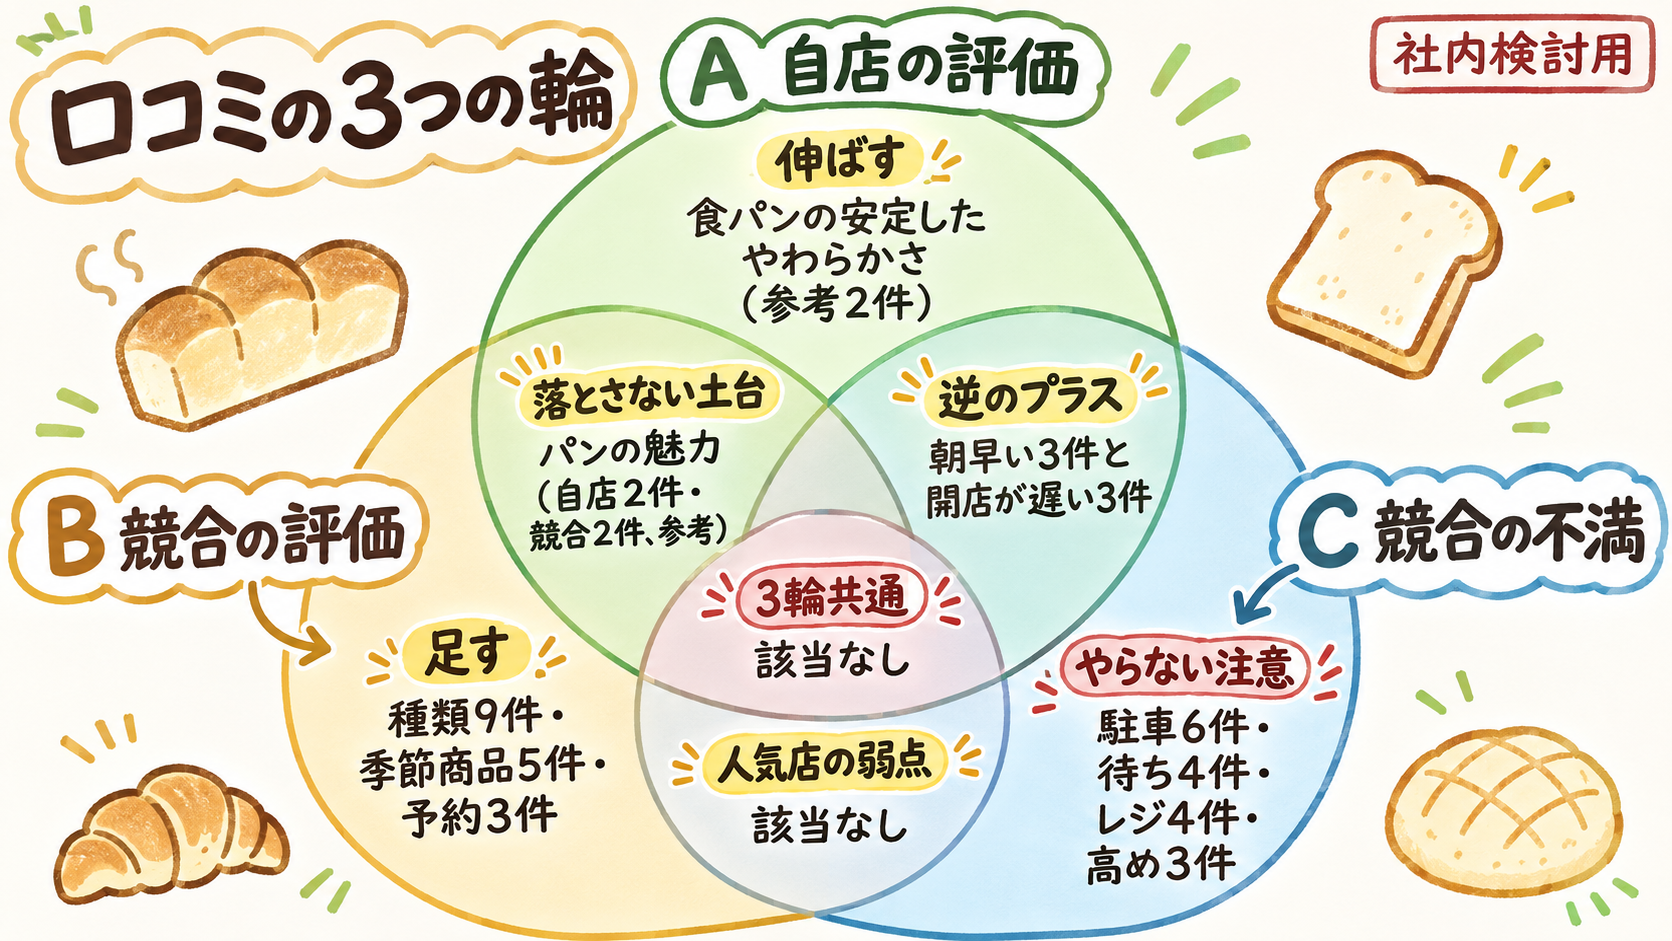 口コミの3つの輪
A 自店の評価
社内検討用
伸ばす
食パンの安定した
やわらかさ
（参考2件）
落とさない土台
パンの魅力
（自店2件・
競合2件、参考）
逆のプラス
朝早い3件と
開店が遅い3件
B 競合の評価
C 競合の不満
3輪共通
該当なし
足す
種類9件・
季節商品5件・
予約3件
やらない注意
駐車6件・
待ち4件・
レジ4件・
高め3件
人気店の弱点
該当なし